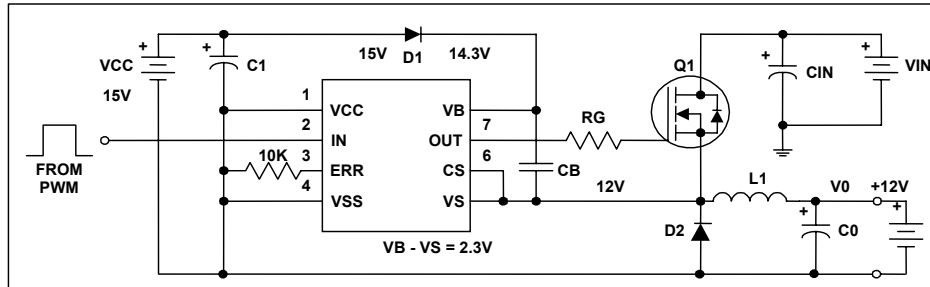 +
VCC
15V
+
C1
15V
D1
14.3V
Q1
+
CIN
+
VIN
1
VCC
VB
2
IN
7
OUT
RG
FROM
PWM
10K
3
ERR
6
CS
CB
4
VSS
VS
12V
L1
V0
+12V
+
D2
C0
VB - VS = 2.3V